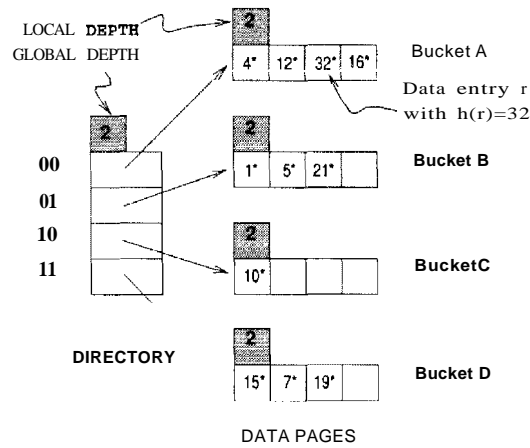 LOCAL DEPTH
GLOBAL DEPTH
2
4* 12* 32* 16*
Bucket A
Data entry r
with h(r)=32
2
00
01
10
11
2
1* 5* 21*
Bucket B
2
10*
BucketC
2
15* 7* 19*
Bucket D
DIRECTORY
DATA PAGES